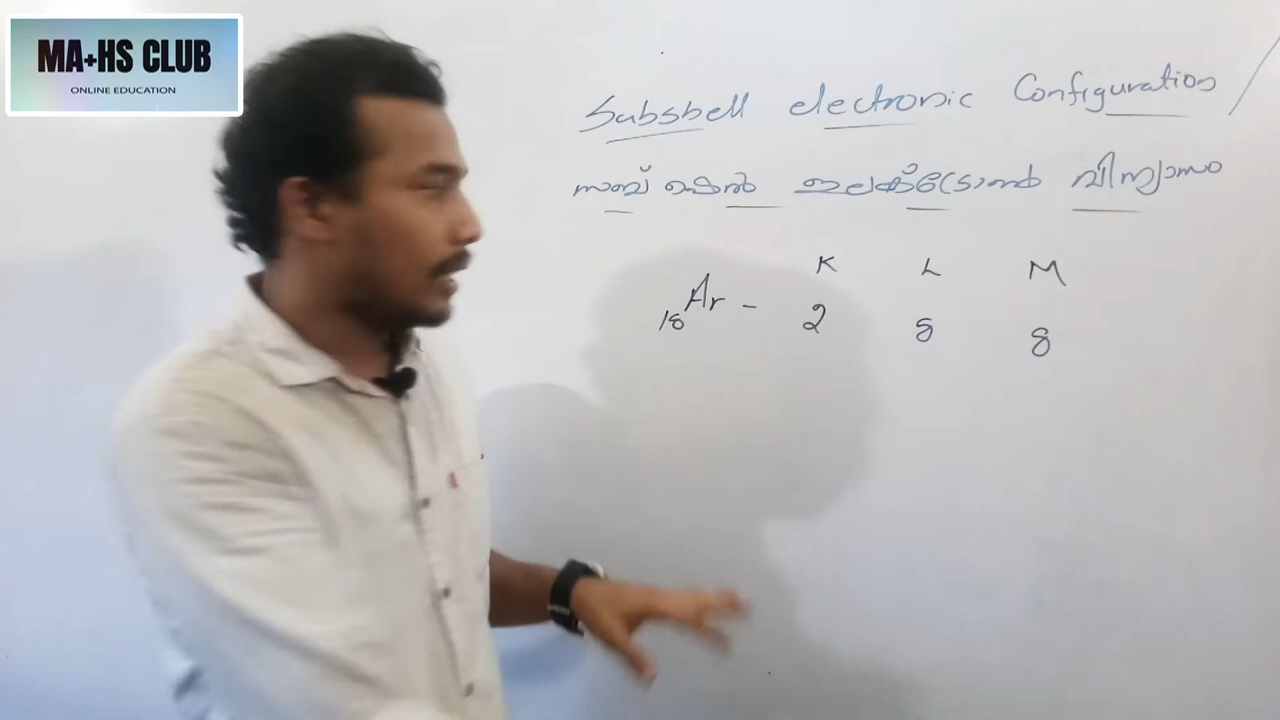 MA+HS CLUB
ONLINE EDUCATION
Subshell electronic Configuration
സബ് ഷെൽ ഇലക്ട്രോൺ വിന്യാസം
K L M
18Ar - 2 8 8